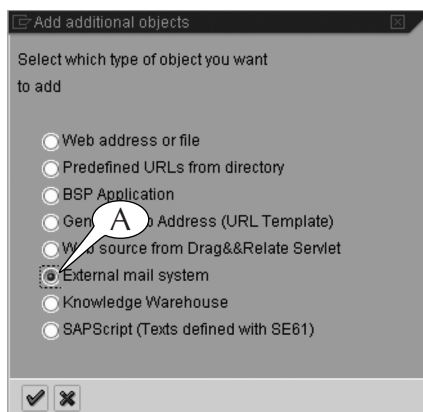 Add additional objects
Select which type of object you want
to add
Web address or file
Predefined URLs from directory
BSP Application
Address (URL Template)
source from Drag&&Relate Servlet
A
External mail system
Knowledge Warehouse
SAPScript (Texts defined with SE61)